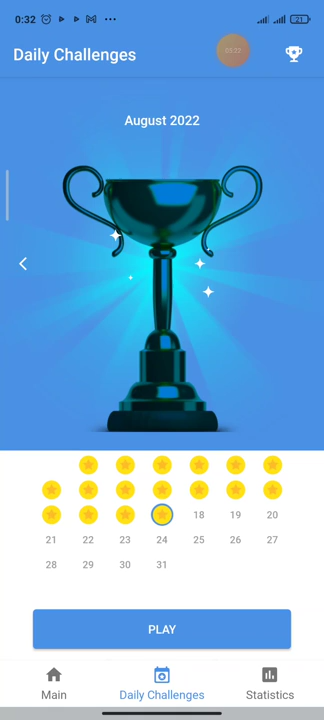 0:32
21
Daily Challenges
August 2022
18 19 20
21 22 23 24 25 26 27
28 29 30 31
PLAY
Main Daily Challenges Statistics